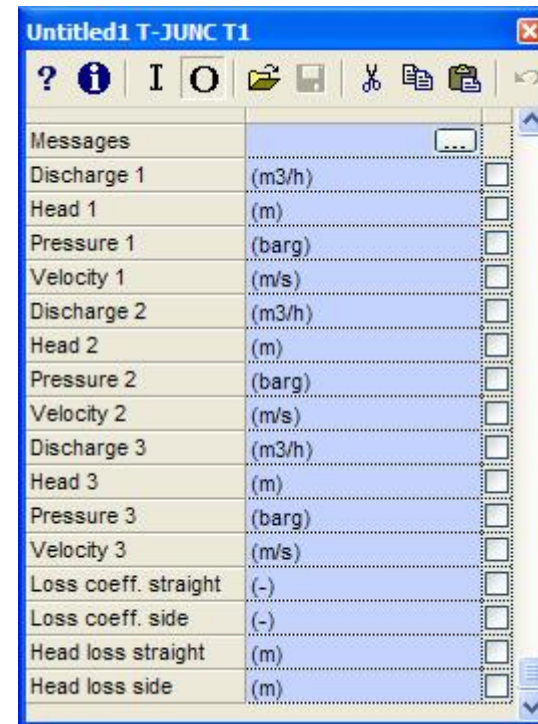 Untitled1 T-JUNC T1
? i I O
Messages ...
Discharge 1 (m3/h)
Head 1 (m)
Pressure 1 (barg)
Velocity 1 (m/s)
Discharge 2 (m3/h)
Head 2 (m)
Pressure 2 (barg)
Velocity 2 (m/s)
Discharge 3 (m3/h)
Head 3 (m)
Pressure 3 (barg)
Velocity 3 (m/s)
Loss coeff. straight (-)
Loss coeff. side (-)
Head loss straight (m)
Head loss side (m)